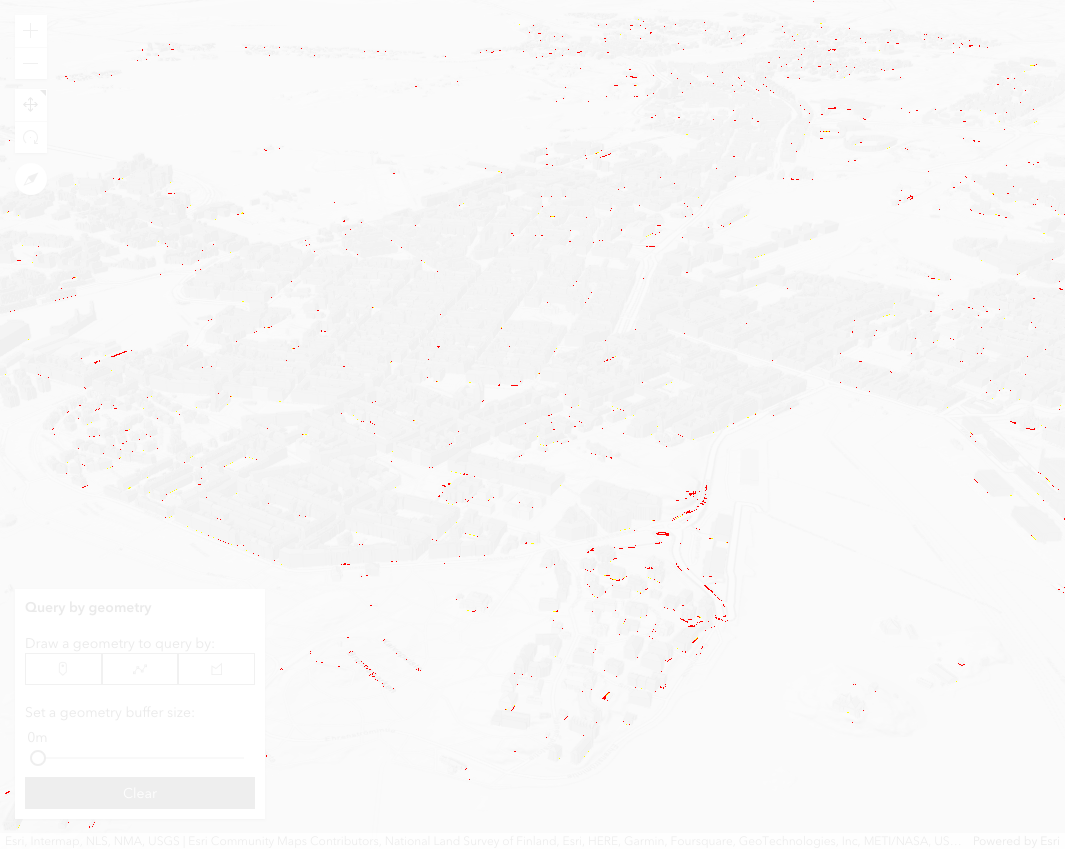 Query by geometry
Draw a geometry to query by:
Set a geometry buffer size:
0m
Clear
Esri, Intermap, NLS, NMA, USGS | Esri Community Maps Contributors, National Land Survey of Finland, Esri, HERE, Garmin, Foursquare, GeoTechnologies, Inc, METI/NASA, US... Powered by Esri